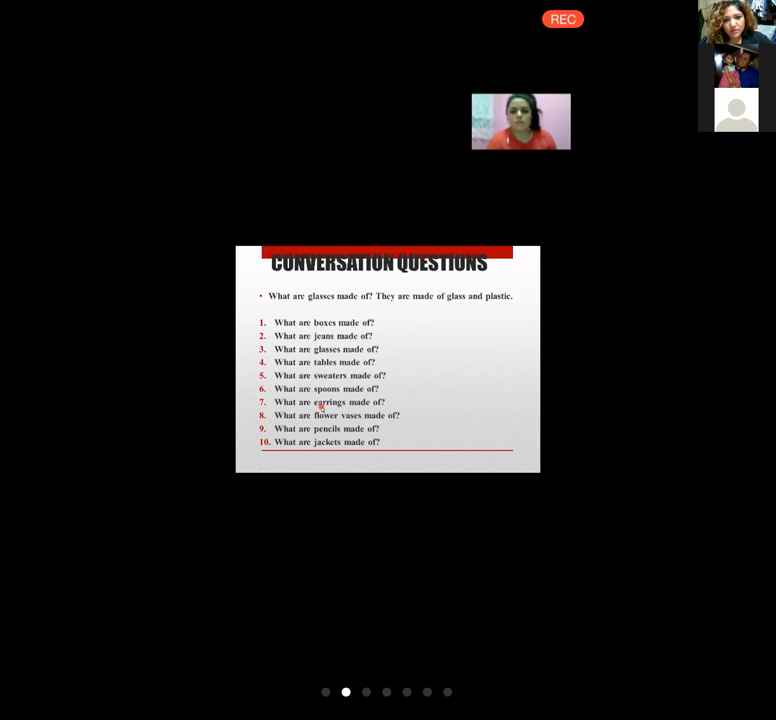 REC
CONVERSATION QUESTIONS
• What are glasses made of? They are made of glass and plastic.
1. What are boxes made of?
2. What are jeans made of?
3. What are glasses made of?
4. What are tables made of?
5. What are sweaters made of?
6. What are spoons made of?
7. What are earrings made of?
8. What are flower vases made of?
9. What are pencils made of?
10. What are jackets made of?